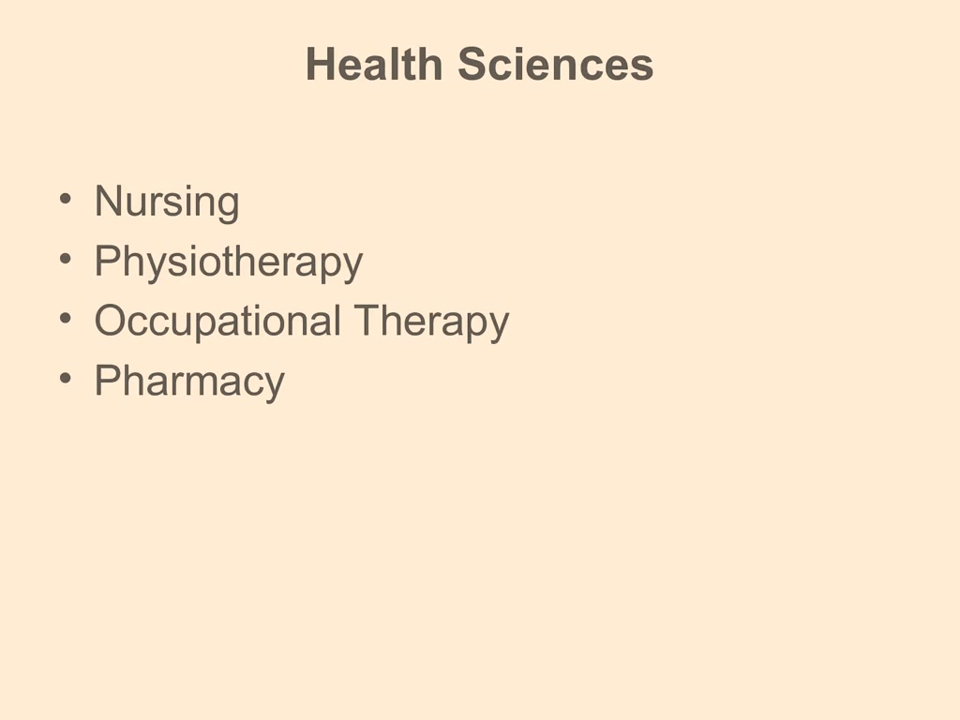 Health Sciences
• Nursing
• Physiotherapy
• Occupational Therapy
• Pharmacy